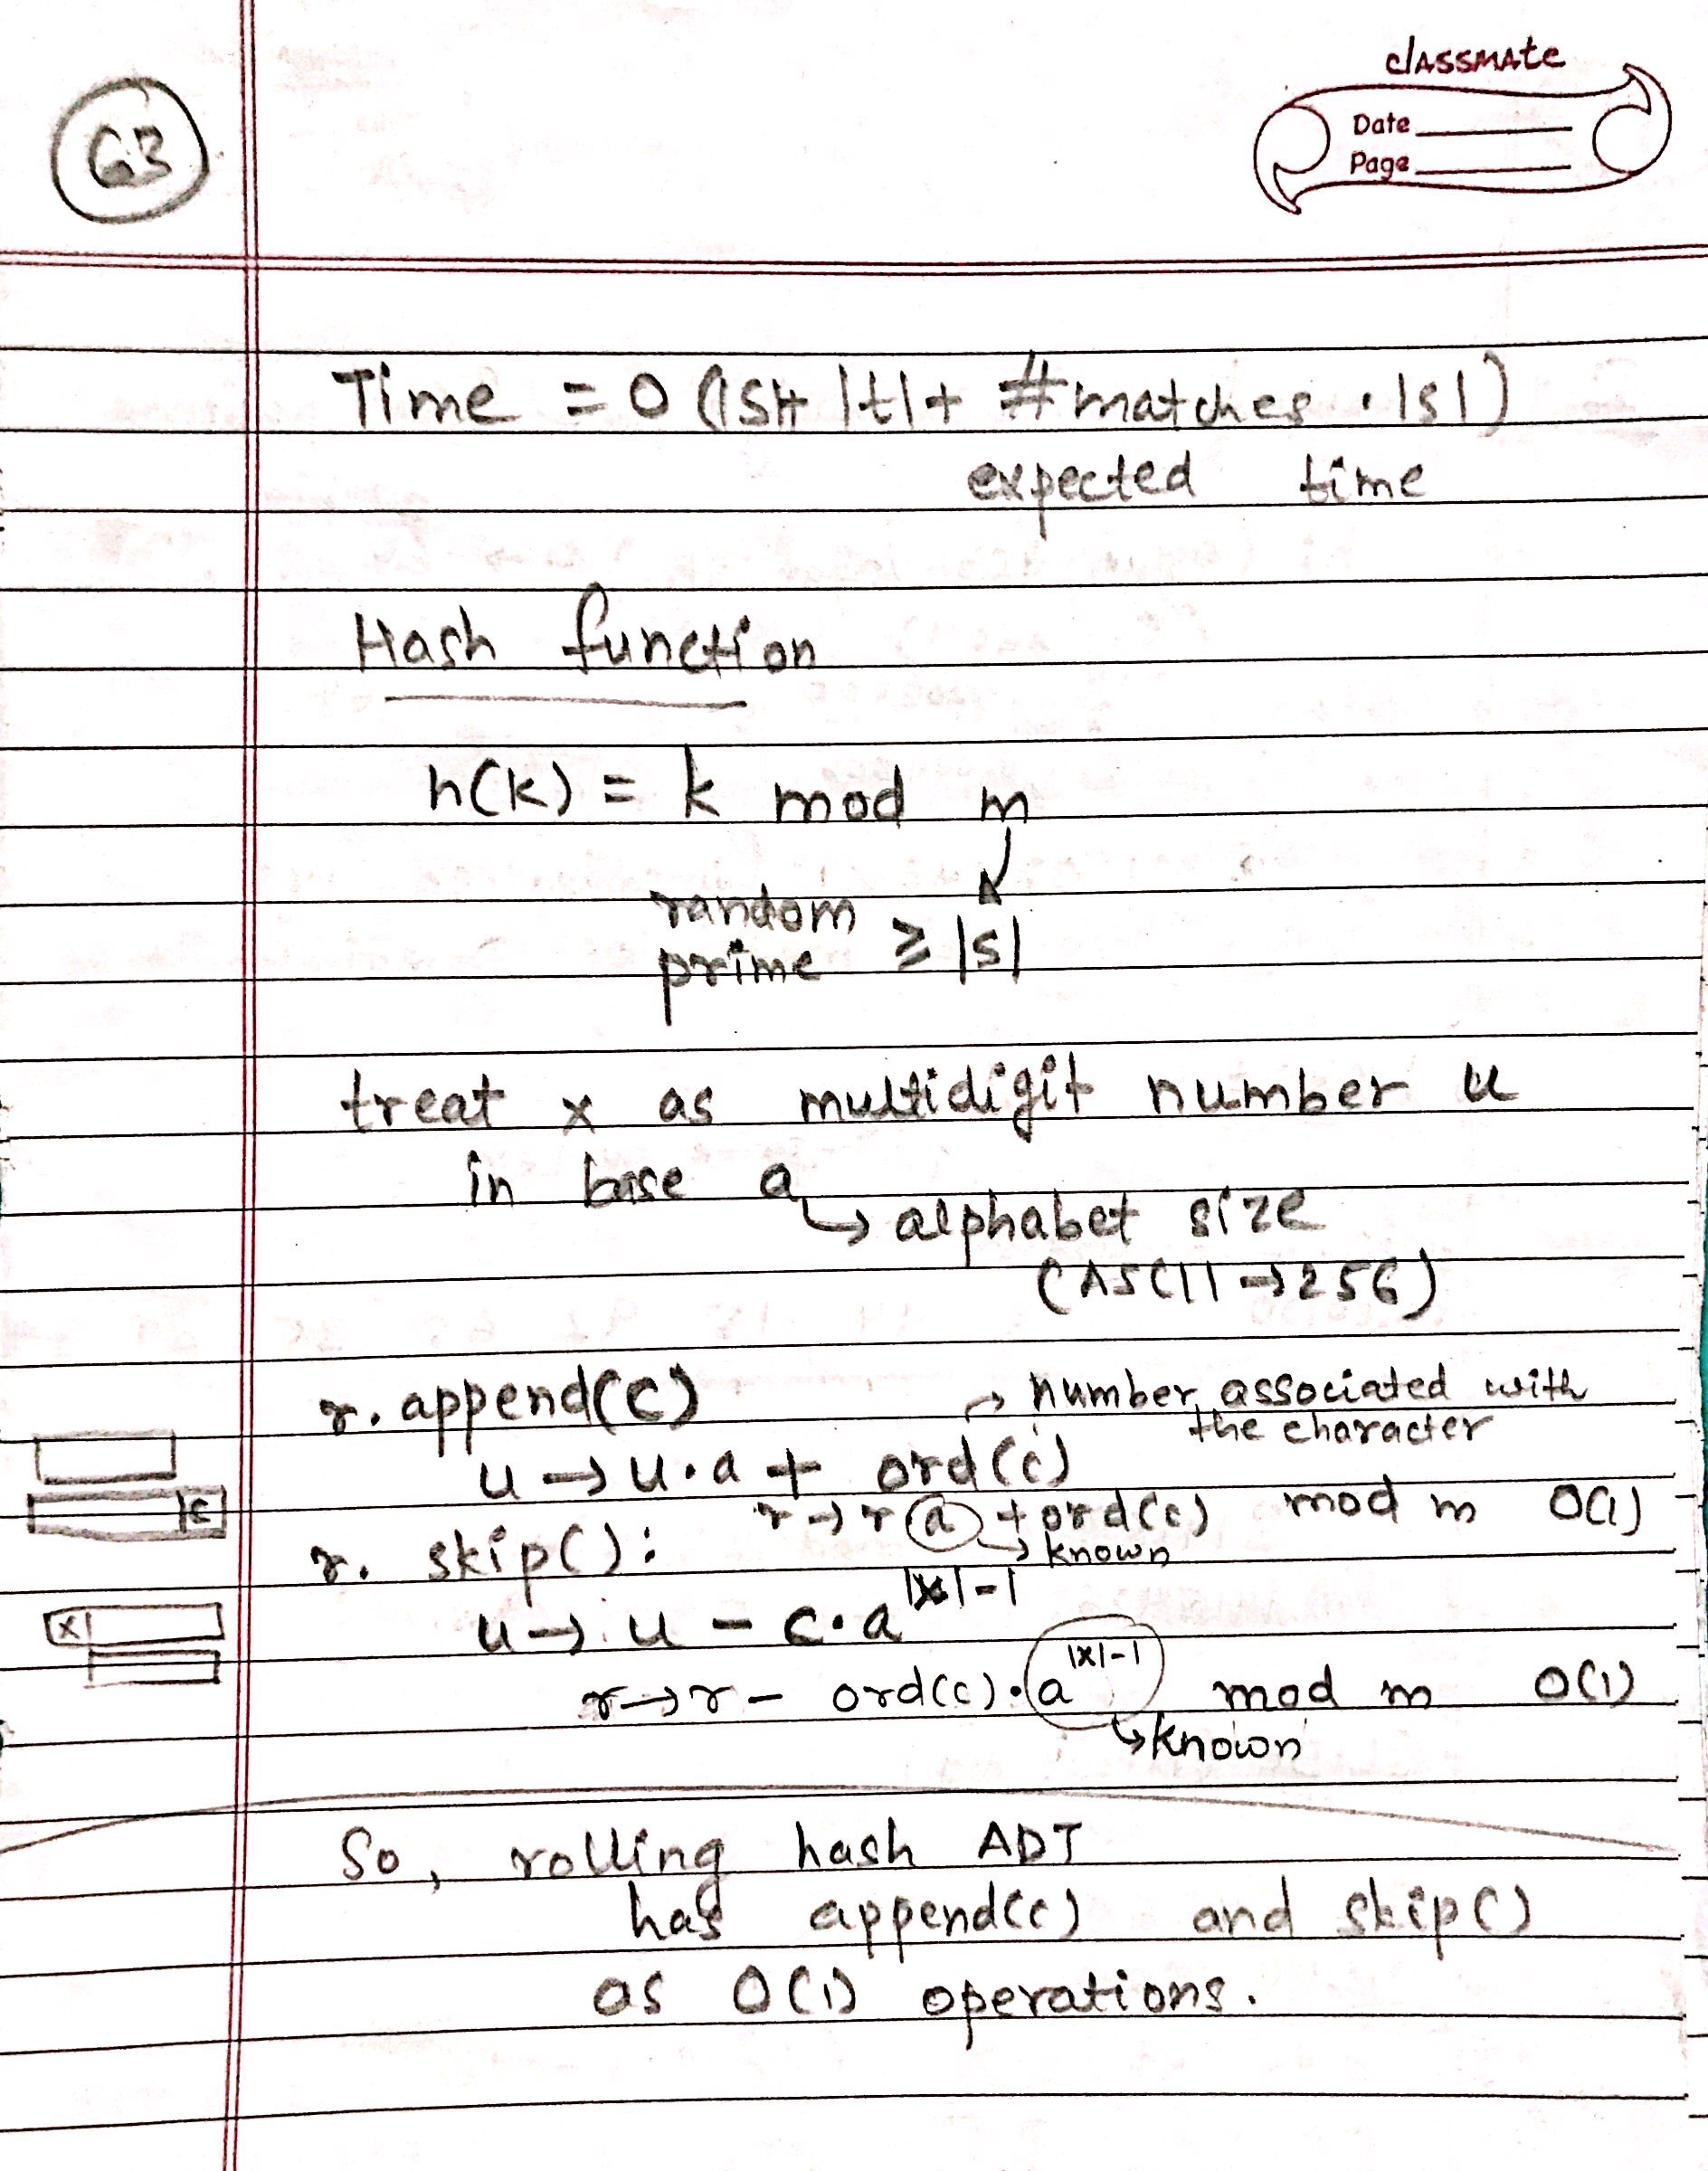 63
classmate
Date
Page
Time = O(|s|+ |t|+ #matches . |s|)
expected time
Hash function
h(k) = k mod m
random
prime ≥ |s|
treat x as multidigit number u
in base a
↳ alphabet size
(ASCII → 256)
r. append(c) → number associated with
the character
u → u.a + ord(c)
c
r → r a + ord(c) mod m O(1)
r. skip(): ↳ known
x
u → u - c.a^|x|-1
r → r - ord(c).a^|x|-1 mod m O(1)
↳ known
So, rolling hash ADT
has append(c) and skip()
as O(1) operations.